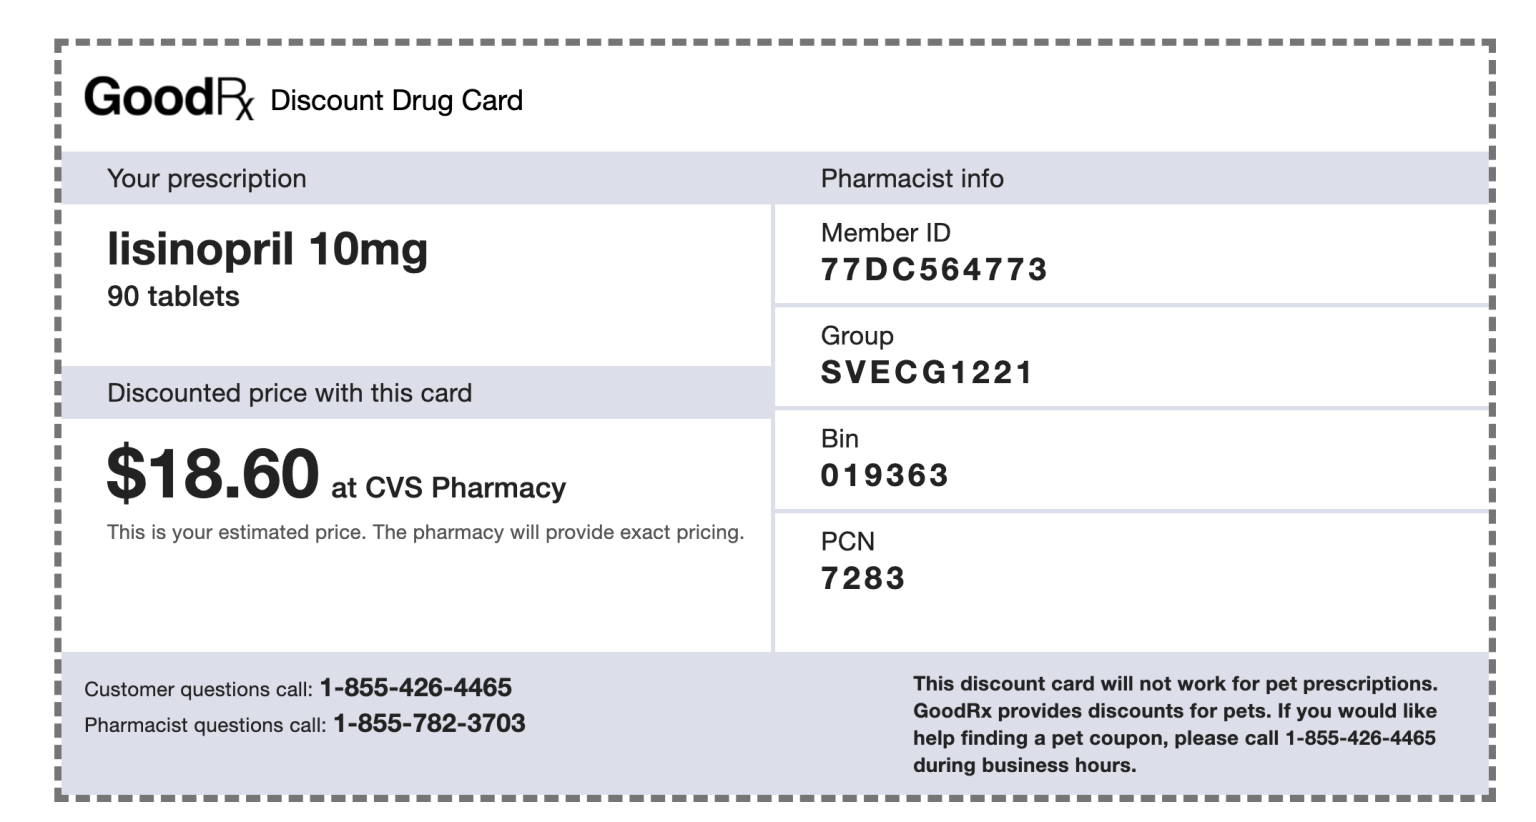 GoodRx Discount Drug Card
Your prescription
lisinopril 10mg
90 tablets
Discounted price with this card
$18.60 at CVS Pharmacy
This is your estimated price. The pharmacy will provide exact pricing.
Pharmacist info
Member ID
77DC564773
Group
SVECG1221
Bin
019363
PCN
7283
Customer questions call: 1-855-426-4465
Pharmacist questions call: 1-855-782-3703
This discount card will not work for pet prescriptions.
GoodRx provides discounts for pets. If you would like
help finding a pet coupon, please call 1-855-426-4465
during business hours.